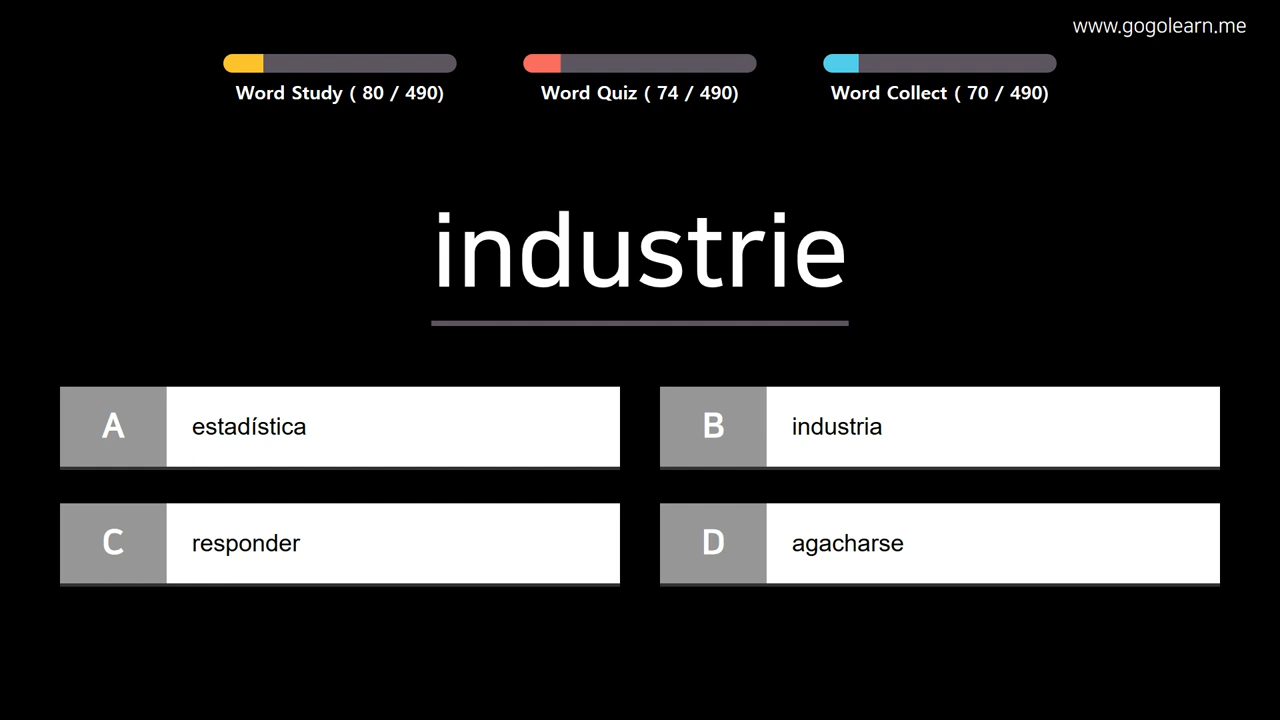 www.gogolearn.me
Word Study ( 80 / 490)
Word Quiz ( 74 / 490)
Word Collect ( 70 / 490)
industrie
A estadística
B industria
C responder
D agacharse